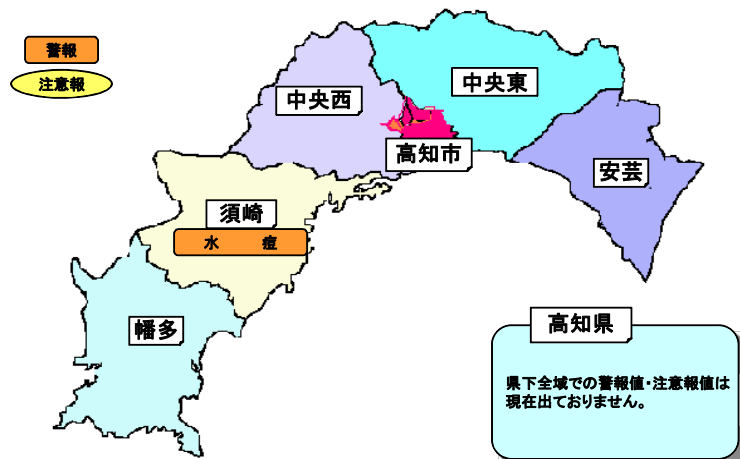 警報
注意報
中央東
中央西
高知市
安芸
須崎
水 痘
幡多
高知県
県下全域での警報値・注意報値は
現在出ておりません。